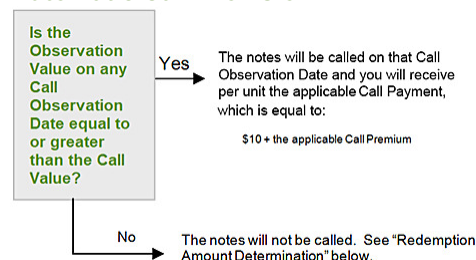 Is the
Observation
Value on any
Call
Observation
Date equal to
or greater
than the Call
Value?
Yes
The notes will be called on that Call
Observation Date and you will receive
per unit the applicable Call Payment,
which is equal to:
$10 + the applicable Call Premium
No
The notes will not be called. See “Redemption
Amount Determination” below.